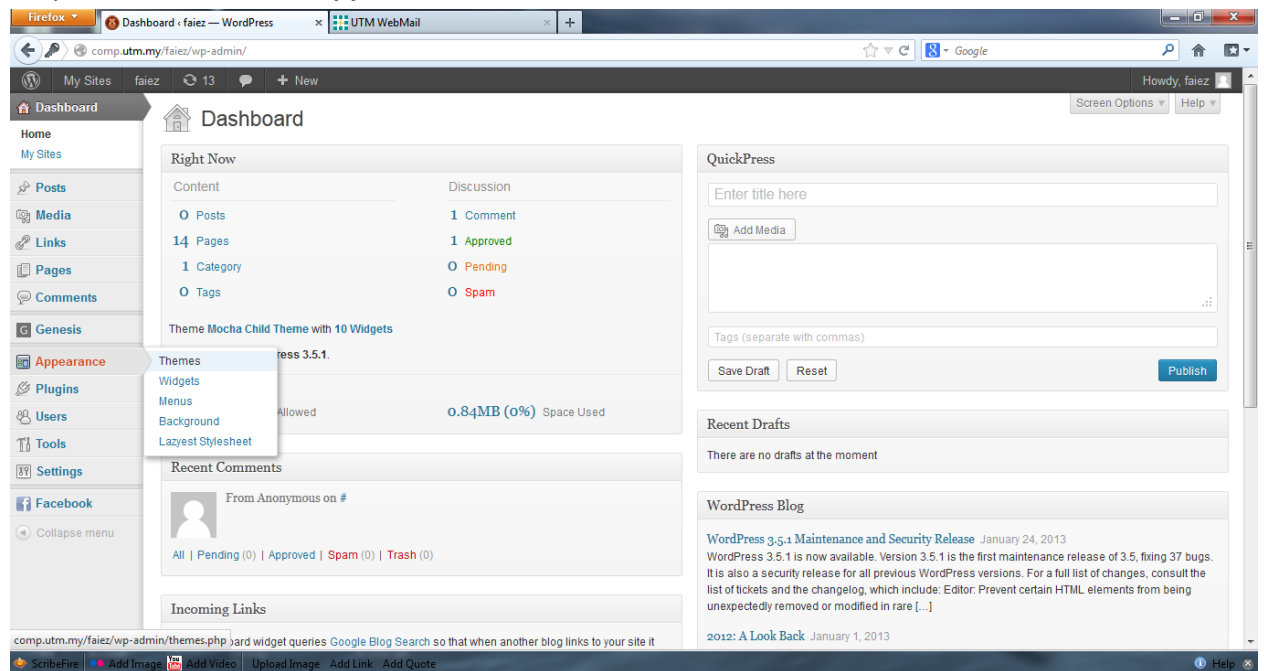 Firefox
Dashboard ‹ faiez — WordPress
UTM WebMail
comp.utm.my/faiez/wp-admin/
Google
My Sites faiez 13 New
Howdy, faiez
Dashboard
Home
My Sites
Posts
Media
Links
Pages
Comments
Genesis
Appearance
Plugins
Users
Tools
Settings
Facebook
Collapse menu
Themes
Widgets
Menus
Background
Lazyest Stylesheet
Screen Options Help
Dashboard
Right Now
Content Discussion
0 Posts 1 Comment
14 Pages 1 Approved
1 Category 0 Pending
0 Tags 0 Spam
Theme Mocha Child Theme with 10 Widgets
ress 3.5.1.
Allowed 0.84MB (0%) Space Used
Recent Comments
From Anonymous on #
All | Pending (0) | Approved | Spam (0) | Trash (0)
Incoming Links
board widget queries Google Blog Search so that when another blog links to your site it
QuickPress
Enter title here
Add Media
Tags (separate with commas)
Save Draft Reset Publish
Recent Drafts
There are no drafts at the moment
WordPress Blog
WordPress 3.5.1 Maintenance and Security Release January 24, 2013
WordPress 3.5.1 is now available. Version 3.5.1 is the first maintenance release of 3.5, fixing 37 bugs.
It is also a security release for all previous WordPress versions. For a full list of changes, consult the
list of tickets and the changelog, which include: Editor: Prevent certain HTML elements from being
unexpectedly removed or modified in rare [...]
2012: A Look Back January 1, 2013
comp.utm.my/faiez/wp-admin/themes.php
ScribeFire Add Image Add Video Upload Image Add Link Add Quote
Help